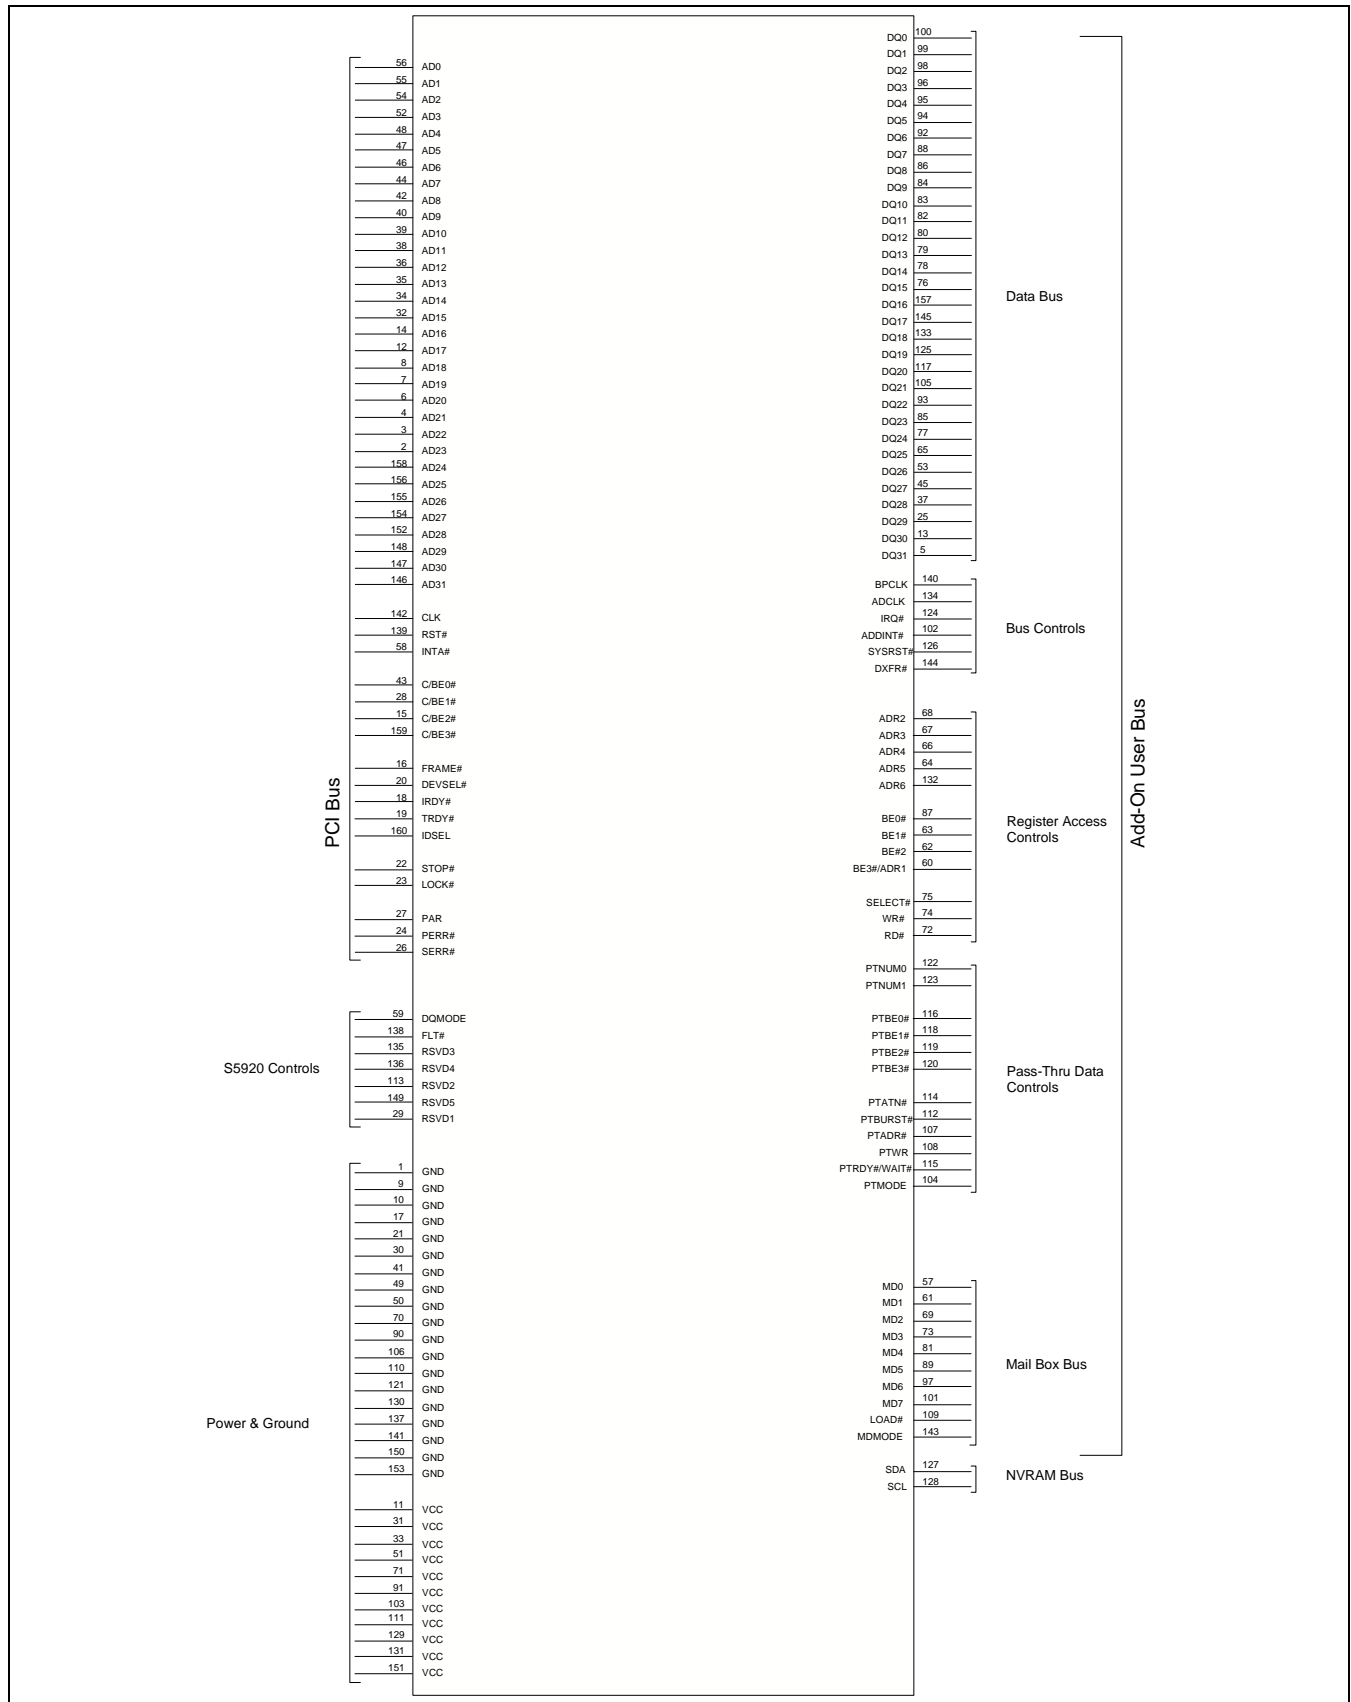 PCI Bus
56 AD0
55 AD1
54 AD2
52 AD3
48 AD4
47 AD5
46 AD6
44 AD7
42 AD8
40 AD9
39 AD10
38 AD11
36 AD12
35 AD13
34 AD14
32 AD15
14 AD16
12 AD17
8 AD18
7 AD19
6 AD20
4 AD21
3 AD22
2 AD23
158 AD24
156 AD25
155 AD26
154 AD27
152 AD28
148 AD29
147 AD30
146 AD31
142 CLK
139 RST#
58 INTA#
43 C/BE0#
28 C/BE1#
15 C/BE2#
159 C/BE3#
16 FRAME#
20 DEVSEL#
18 IRDY#
19 TRDY#
160 IDSEL
22 STOP#
23 LOCK#
27 PAR
24 PERR#
26 SERR#
S5920 Controls
59 DQMODE
138 FLT#
135 RSVD3
136 RSVD4
113 RSVD2
149 RSVD5
29 RSVD1
Power & Ground
1 GND
9 GND
10 GND
17 GND
21 GND
30 GND
41 GND
49 GND
50 GND
70 GND
90 GND
106 GND
110 GND
121 GND
130 GND
137 GND
141 GND
150 GND
153 GND
11 VCC
31 VCC
33 VCC
51 VCC
71 VCC
91 VCC
103 VCC
111 VCC
129 VCC
131 VCC
151 VCC
Add-On User Bus
DQ0 100
DQ1 99
DQ2 98
DQ3 96
DQ4 95
DQ5 94
DQ6 92
DQ7 88
DQ8 86
DQ9 84
DQ10 83
DQ11 82
DQ12 80
DQ13 79
DQ14 78
DQ15 76
DQ16 157
DQ17 145
DQ18 133
DQ19 125
DQ20 117
DQ21 105
DQ22 93
DQ23 85
DQ24 77
DQ25 65
DQ26 53
DQ27 45
DQ28 37
DQ29 25
DQ30 13
DQ31 5
Data Bus
BPCLK 140
ADCLK 134
IRQ# 124
ADDINT# 102
SYSRST# 126
DXFR# 144
Bus Controls
ADR2 68
ADR3 67
ADR4 66
ADR5 64
ADR6 132
BE0# 87
BE1# 63
BE#2 62
BE3#/ADR1 60
SELECT# 75
WR# 74
RD# 72
Register Access
Controls
PTNUM0 122
PTNUM1 123
PTBE0# 116
PTBE1# 118
PTBE2# 119
PTBE3# 120
PTATN# 114
PTBURST# 112
PTADR# 107
PTWR 108
PTRDY#/WAIT# 115
PTMODE 104
Pass-Thru Data
Controls
MD0 57
MD1 61
MD2 69
MD3 73
MD4 81
MD5 89
MD6 97
MD7 101
LOAD# 109
MDMODE 143
Mail Box Bus
SDA 127
SCL 128
NVRAM Bus